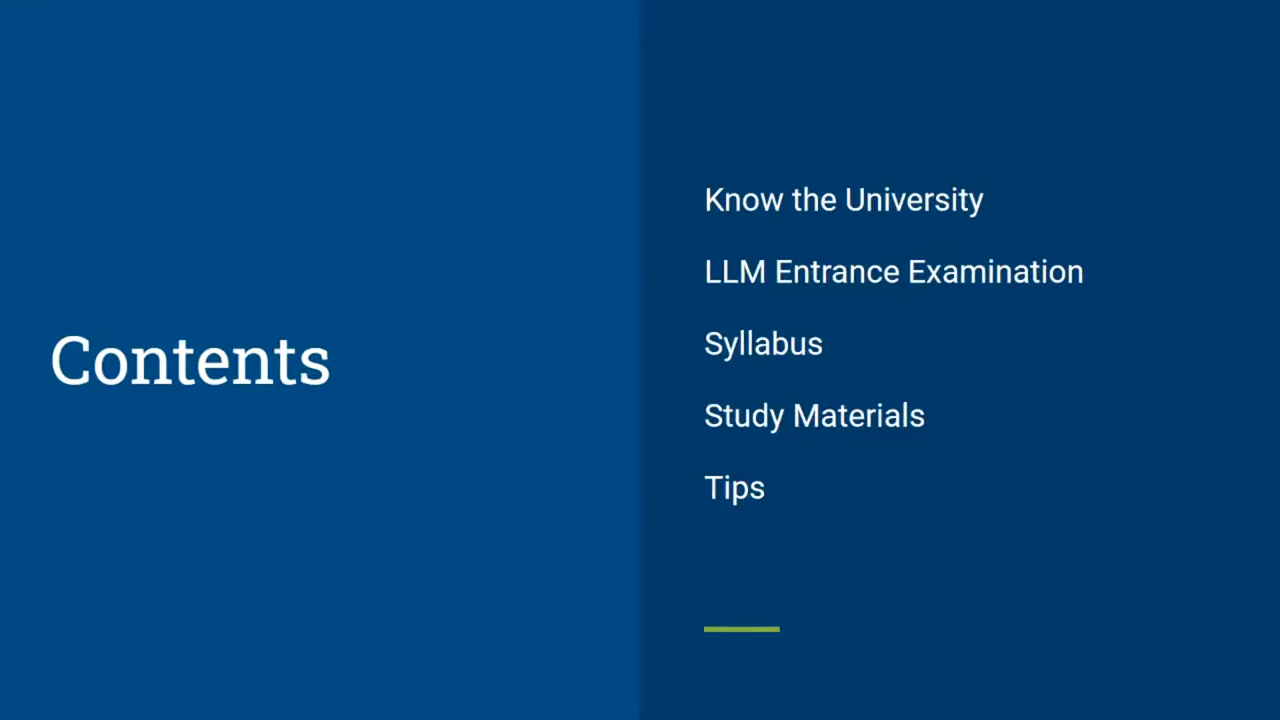 Contents
Know the University
LLM Entrance Examination
Syllabus
Study Materials
Tips